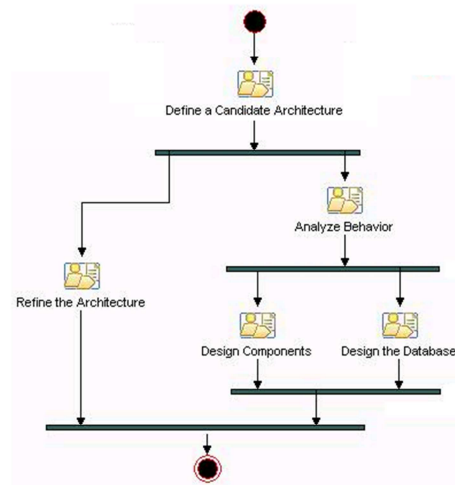 Define a Candidate Architecture
Analyze Behavior
Refine the Architecture
Design Components
Design the Database